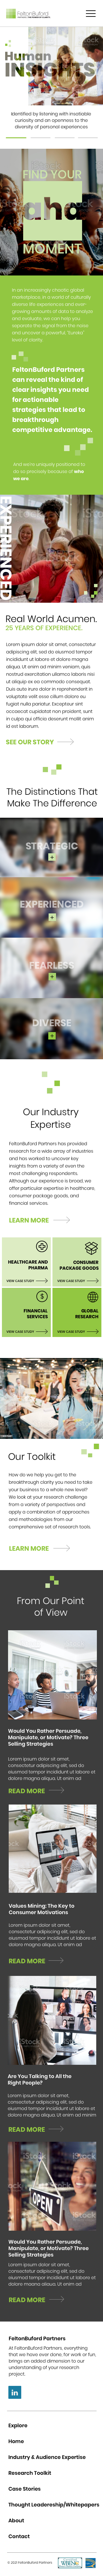 FeltonBuford
Human
INSIGHTS
Identified by listening with insatiable
curiosity and an openness to the
diversity of personal experiences
FIND YOUR
ah:
MOMENT
In an increasingly chaotic global
marketplace, in a world of culturally
diverse life experiences and ever
growing amounts of data to analyze
and evaluate, we can help you
separate the signal from the noise
and uncover a powerful, "Eureka"
level insight.
FeltonBuford Partners
can reveal the kind of
clear insights you need
for actionable
strategies that lead to
breakthrough
competitive advantage.
And we're uniquely positioned to
do so precisely because of who
we are.
EXPERIENCED
Real World Acumen.
25 YEARS OF EXPERIENCE.
Lorem ipsum dolor sit amet, consectetur
adipiscing elit, sed do eiusmod tempor
incididunt ut labore et dolore magna
aliqua. Ut enim ad minim veniam, quis
nostrud exercitation ullamco laboris nisi
ut aliquip ex ea commodo consequat.
Duis aute irure dolor in reprehenderit in
voluptate velit esse cillum dolore eu
fugiat nulla pariatur. Excepteur sint
occaecat cupidatat non proident, sunt
in culpa qui officia deserunt mollit anim
id est laborum.
SEE OUR STORY
The Distinctions That
Make The Difference
STRATEGIC
EXPERIENCED
FEARLESS
DIVERSE
Our Industry
Expertise
FeltonBuford Partners has provided
research for a wide array of industries
This has worked to uncover key
insights from a variety of even the
most intangible categories.
Although our experience is broad, we
offer particular expertise in healthcare;
consumer package goods, and
financial services.
LEARN MORE
HEALTHCARE AND
PHARMA
VIEW CASE STUDY
CONSUMER
PACKAGE GOODS
VIEW CASE STUDY
FINANCIAL
SERVICES
VIEW CASE STUDY
GLOBAL
RESEARCH
VIEW CASE STUDY
Our Toolkit
How do we help you get to the
breakthrough clarity you need to take
your business to a whole new level?
We look at your research challenge
from a variety of perspectives and
apply a combination of approaches
and methodologies from our
comprehensive set of research tools.
LEARN MORE
From Our Point
of View
Would You Rather Persuade,
Manipulate, or Motivate? Three
Selling Strategies
Lorem ipsum dolor sit amet,
consectetur adipiscing elit, sed do
eiusmod tempor incididunt ut labore et
dolore magna aliqua. Ut enim ad
READ MORE
Values Mining: The Key to
Consumer Motivations
Lorem ipsum dolor sit amet,
consectetur adipiscing elit, sed do
eiusmod tempor incididunt ut labore et
dolore magna aliqua. Ut enim ad
READ MORE
Are You Talking to All the
Right People?
Lorem ipsum dolor sit amet,
consectetur adipiscing elit, sed do
eiusmod tempor incididunt ut labore et
dolore magna aliqua. Ut enim ad minim
READ MORE
OPEN
Would You Rather Persuade,
Manipulate, or Motivate? Three
Selling Strategies
Lorem ipsum dolor sit amet,
consectetur adipiscing elit, sed do
eiusmod tempor incididunt ut labore et
dolore magna aliqua. Ut enim ad
READ MORE
FeltonBuford Partners
At FeltonBuford Partners, everything
that we have ever done, for work or fun,
brings an added dimension to our
understanding of your research
project.
in
Explore
Home
Industry & Audience Expertise
Research Toolkit
Case Stories
Thought Leadereship/Whitepapers
About
Contact
© 2021 FeltonBuford Partners
WBENC